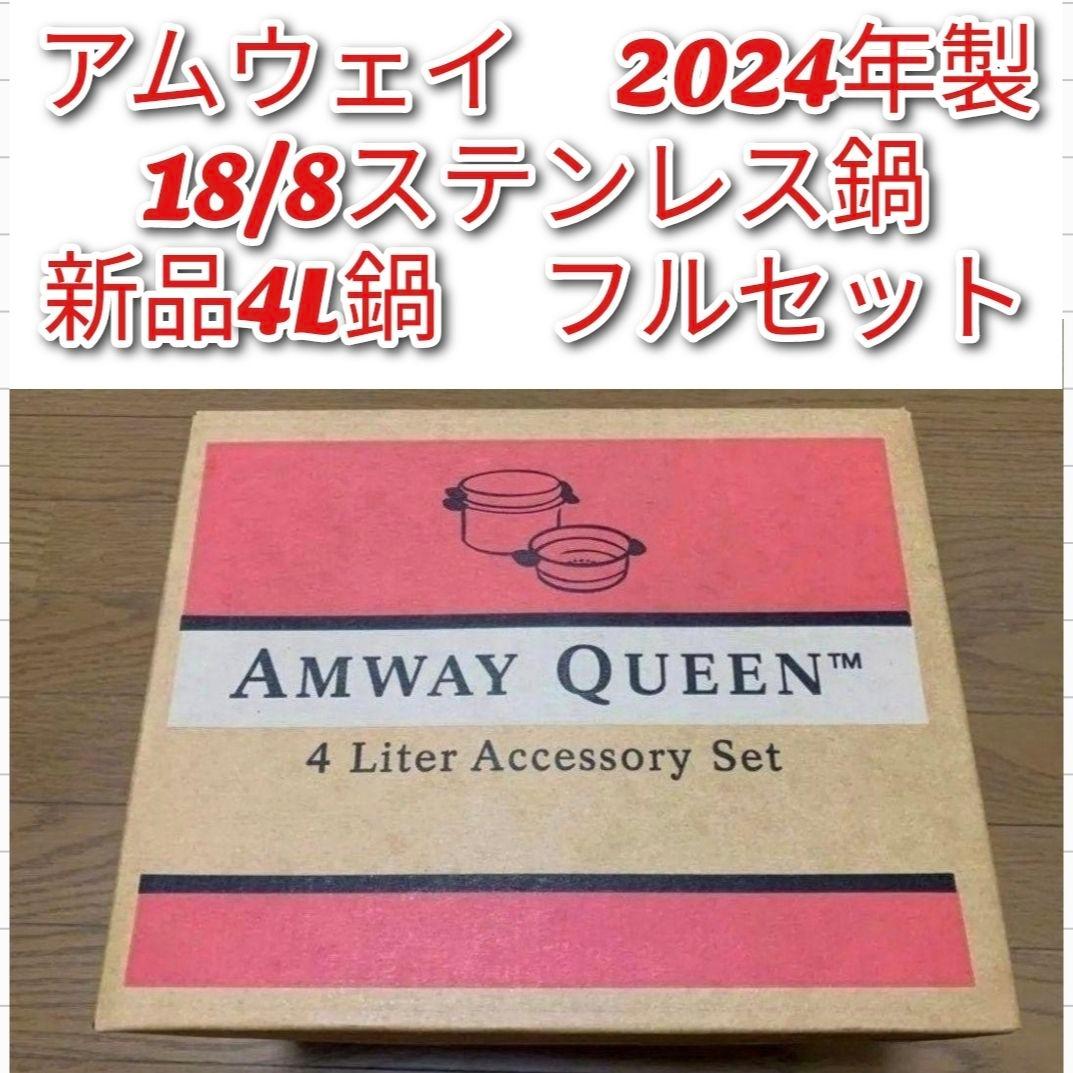 アムウェイ 2024年製
18/8ステンレス鍋
新品4L鍋 フルセット
AMWAY QUEEN™
4 Liter Accessory Set